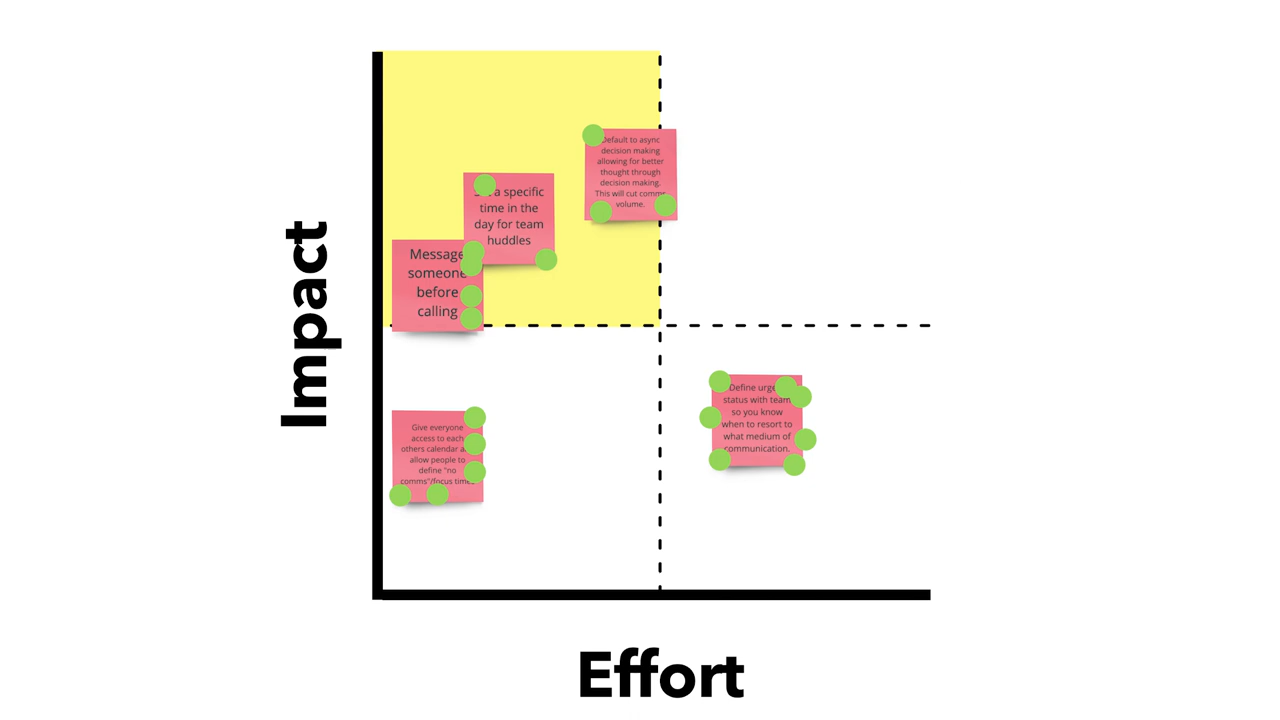 Default to async
decision making
allowing for better
thought through
decision making.
This will cut comms
volume.
a specific
time in the
day for team
huddles
Message
someone
before
calling
Impact
Define
status with team
so you know
when to resort to
what medium of
communication.
Give everyone
access to each
others calendar
allow people to
define "no
comms"/focus time
Effort